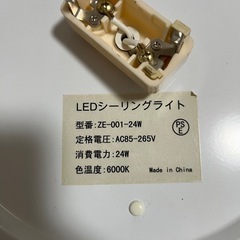 LEDシーリングライト
型番:ZE-001-24W
定格電圧:AC85-265V
消費電力:24W
色温度:6000K
PS
E
Made in China